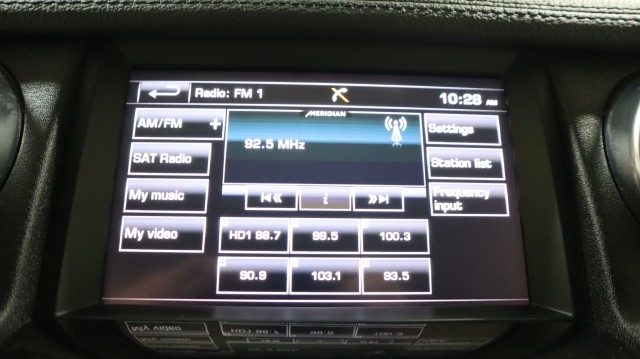 Radio: FM 1
10:28 AM
AM/FM +
MERIDIAN
Settings
92.5 MHz
SAT Radio
Station list
My music
i
Frequency
input
My video
HD1 98.7
99.5
100.3
90.9
103.1
93.5